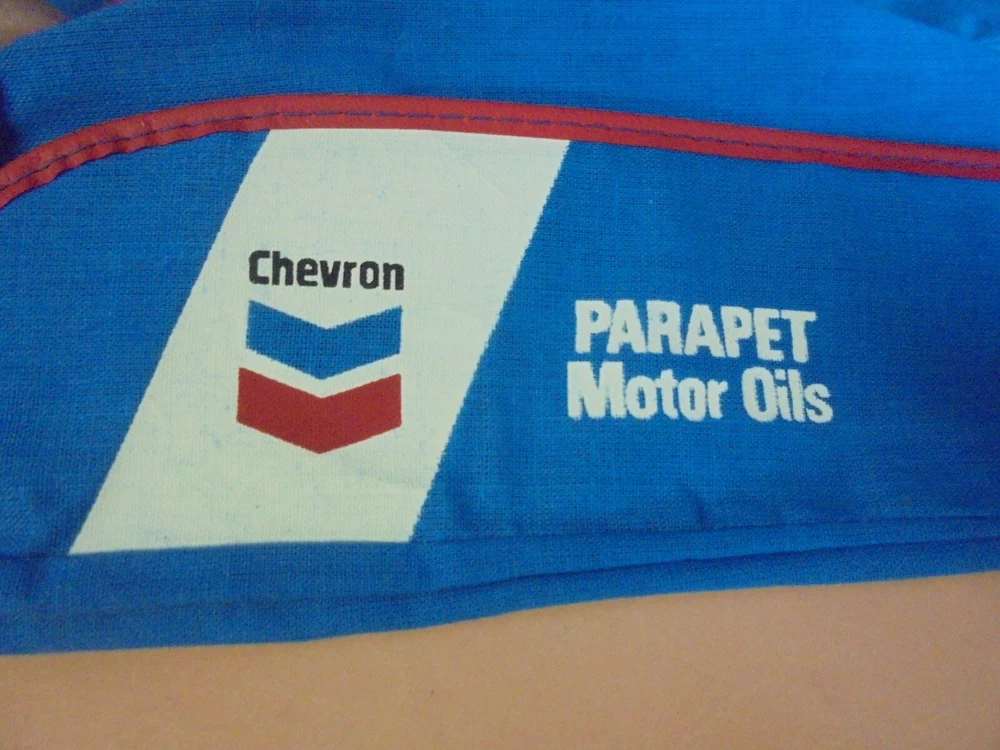 Chevron
PARAPET
Motor Oils